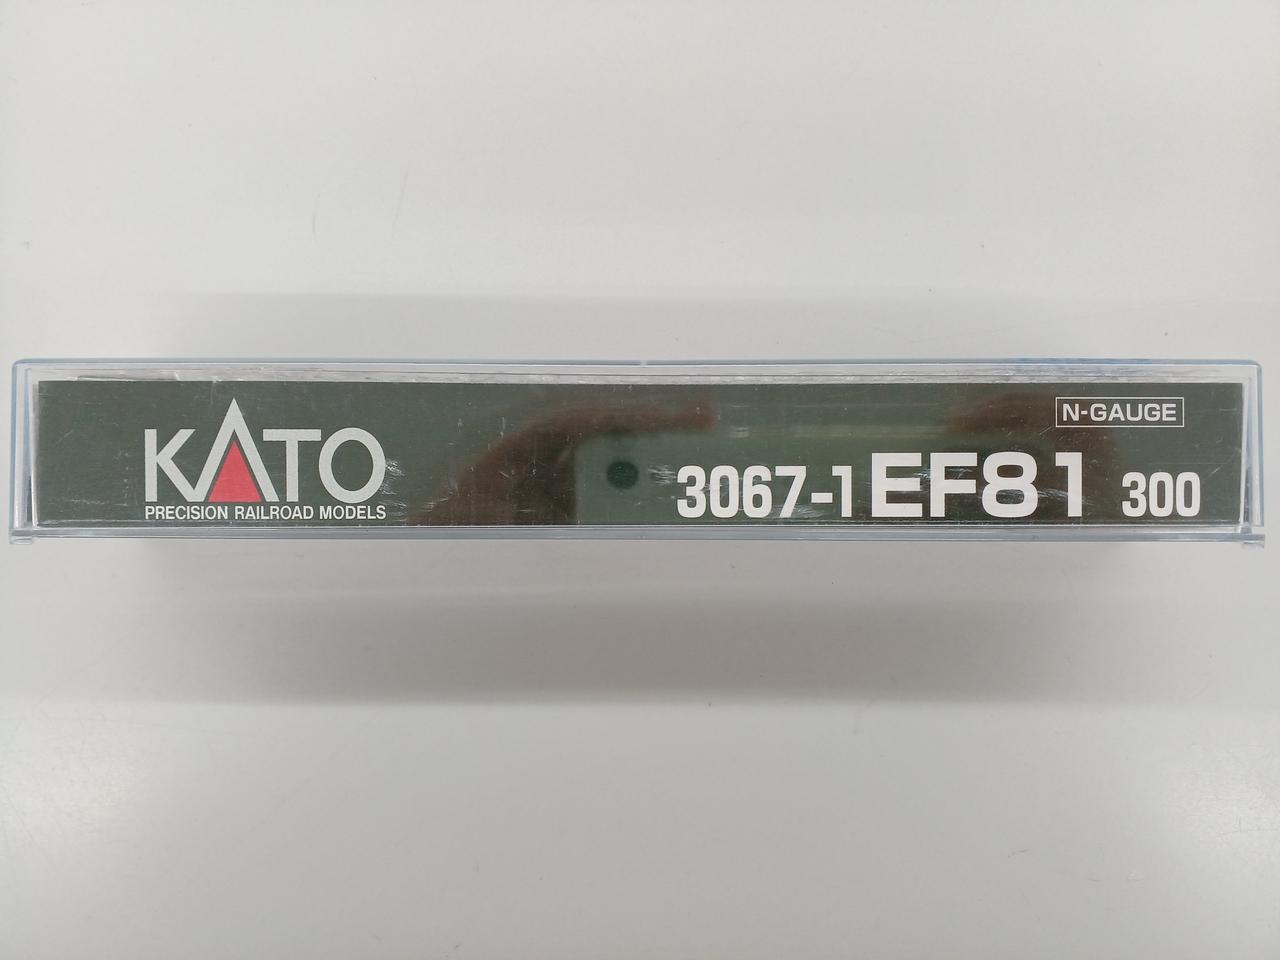 KATO
PRECISION RAILROAD MODELS
N-GAUGE
3067-1 EF81 300